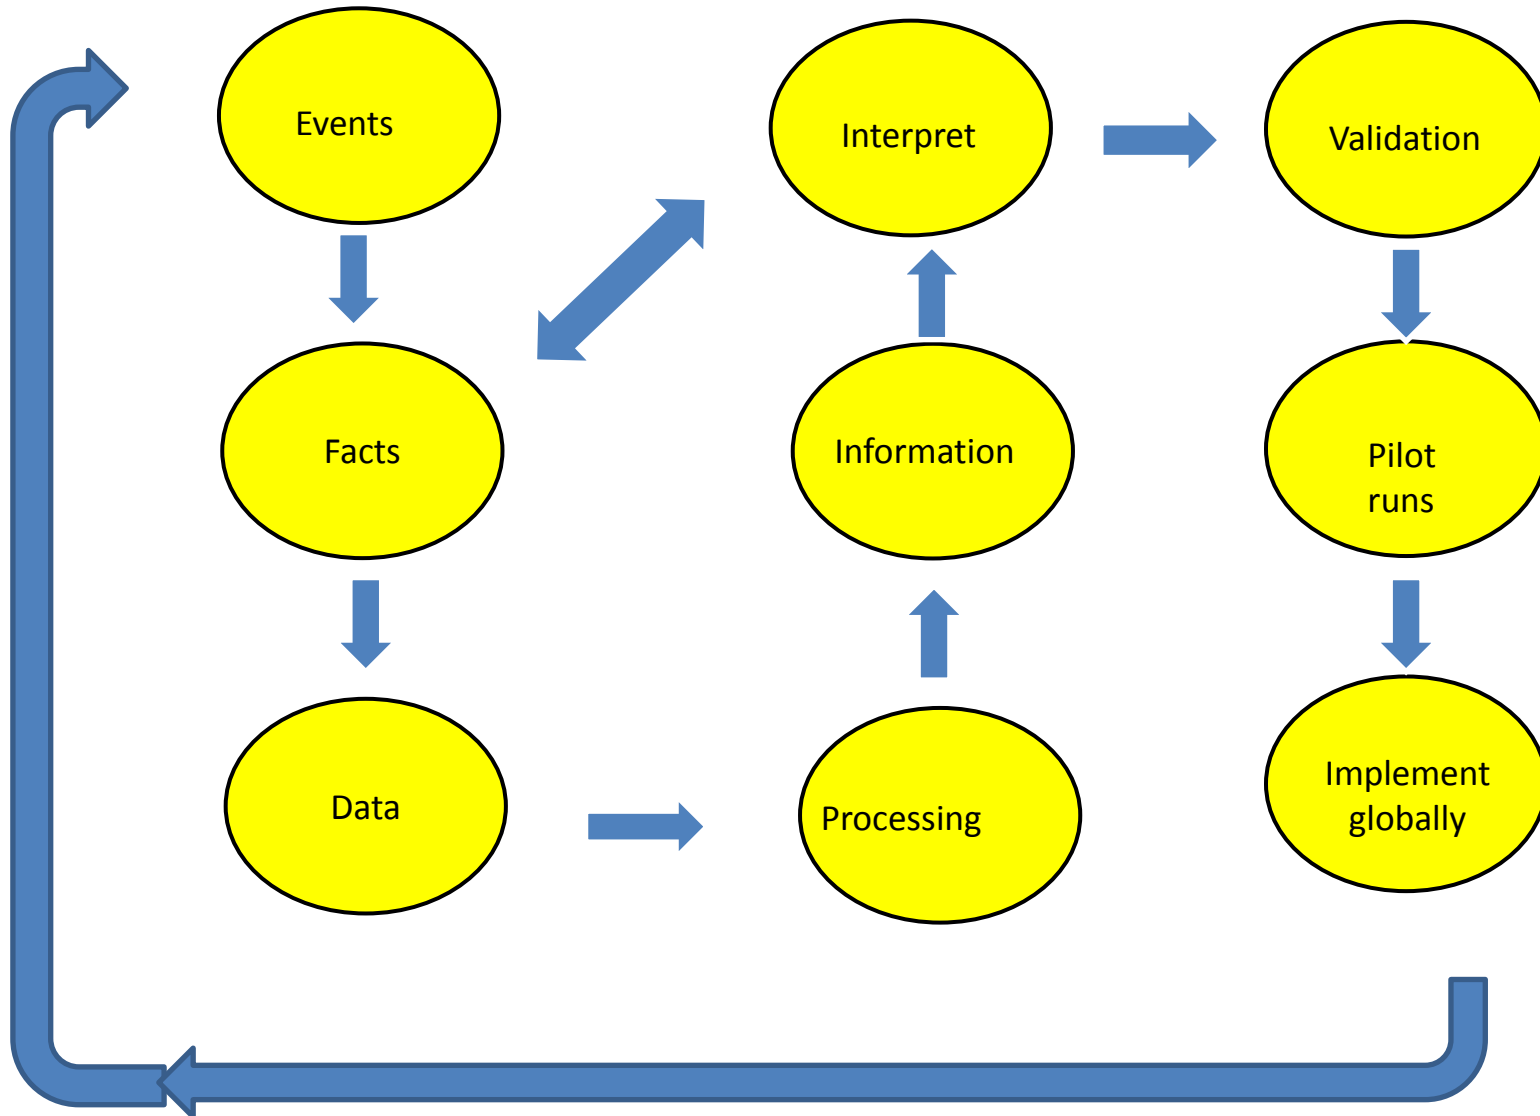 Events
Interpret
Validation
Facts
Information
Pilot
runs
Data
Processing
Implement
globally